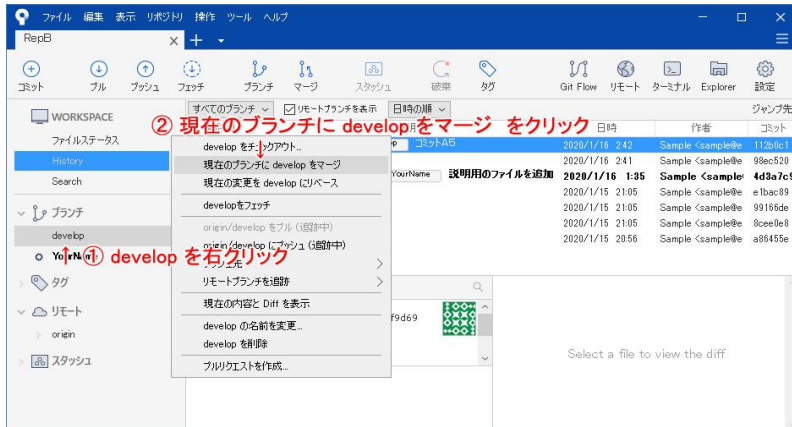 ファイル 編集 表示 リポジトリ 操作 ツール ヘルプ
RepB
コミット プル プッシュ フェッチ ブランチ マージ スタッシュ 破棄 タグ Git Flow リモート ターミナル Explorer 設定
すべてのブランチ リモートブランチを表示 日時の順 ジャンプ先
② 現在のブランチに develop をマージ をクリック
日時 作者 コミット
WORKSPACE
ファイルステータス
History
Search
ブランチ
develop
① develop を右クリック
タグ
リモート
origin
スタッシュ
develop をチェックアウト...
現在のブランチに develop をマージ
現在の変更を develop にリベース
developをフェッチ
origin/develop をプル (追跡中)
origin/develop にプッシュ (追跡中)
リモートブランチを追跡
現在の内容と Diff を表示
develop の名前を変更...
develop を削除
プルリクエストを作成...
コミットA5 2020/1/16 2:42 Sample <sample@e 112b0c1
2020/1/16 2:41 Sample <sample@e 98ec520
YourName 説明用のファイルを追加 2020/1/16 1:35 Sample <sample 4d3a7c9
2020/1/15 21:05 Sample <sample@e e1bac89
2020/1/15 21:05 Sample <sample@e 99166de
2020/1/15 21:05 Sample <sample@e 8cee0e8
2020/1/15 20:56 Sample <sample@e a86455e
f9d69
Select a file to view the diff